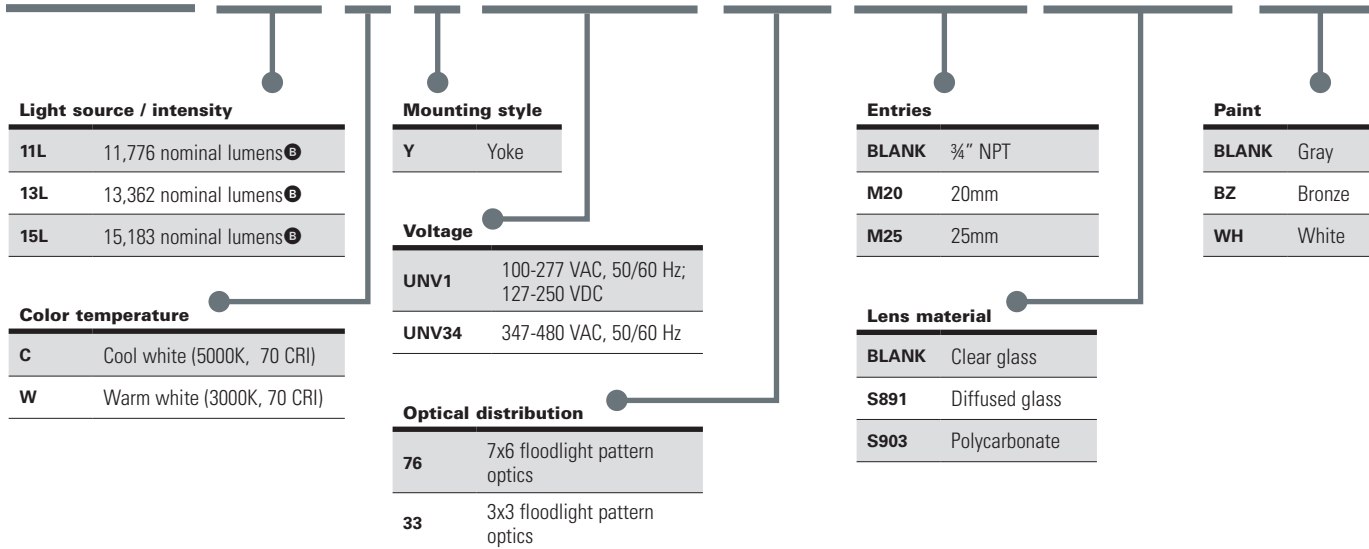 Light source / intensity
11L 11,776 nominal lumensⒷ
13L 13,362 nominal lumensⒷ
15L 15,183 nominal lumensⒷ
Color temperature
C Cool white (5000K, 70 CRI)
W Warm white (3000K, 70 CRI)
Mounting style
Y Yoke
Voltage
UNV1 100-277 VAC, 50/60 Hz;
127-250 VDC
UNV34 347-480 VAC, 50/60 Hz
Optical distribution
76 7x6 floodlight pattern
optics
33 3x3 floodlight pattern
optics
Entries
BLANK ¾” NPT
M20 20mm
M25 25mm
Lens material
BLANK Clear glass
S891 Diffused glass
S903 Polycarbonate
Paint
BLANK Gray
BZ Bronze
WH White